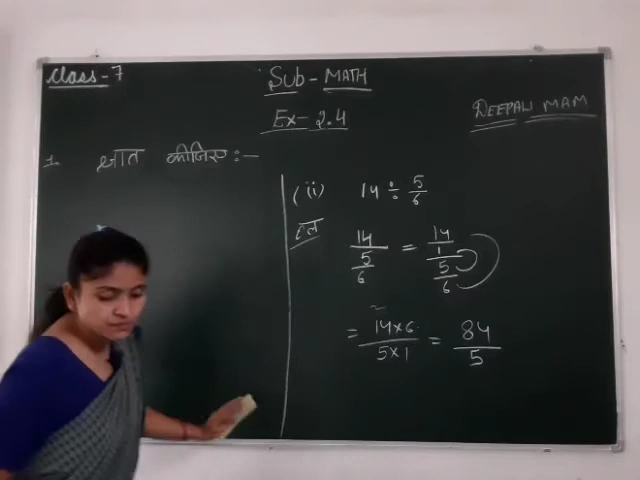 Class-7
Sub-MATH
Ex-2.4
DEEPALI MAM
1. ज्ञात कीजिए:-
(ii) 14 ÷ 5/6
हल
14/(5/6) = (14/1)/(5/6)
= 14×6/5×1 = 84/5